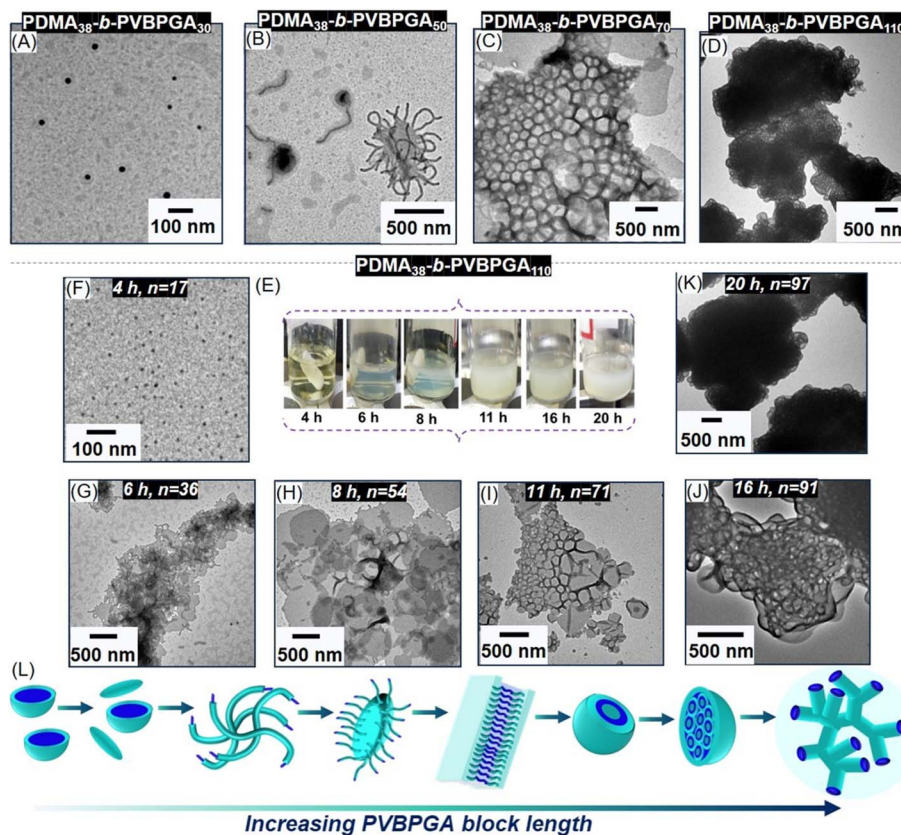 PDMA38-b-PVBPGA30
PDMA38-b-PVBPGA50
PDMA38-b-PVBPGA70
PDMA38-b-PVBPGA110
(A)
(B)
(C)
(D)
100 nm
500 nm
500 nm
500 nm
PDMA38-b-PVBPGA110
(F)
4 h, n=17
100 nm
(E)
4 h
6 h
8 h
11 h
16 h
20 h
(K)
20 h, n=97
500 nm
(G)
6 h, n=36
500 nm
(H)
8 h, n=54
500 nm
(I)
11 h, n=71
500 nm
(J)
16 h, n=91
500 nm
(L)
Increasing PVBPGA block length